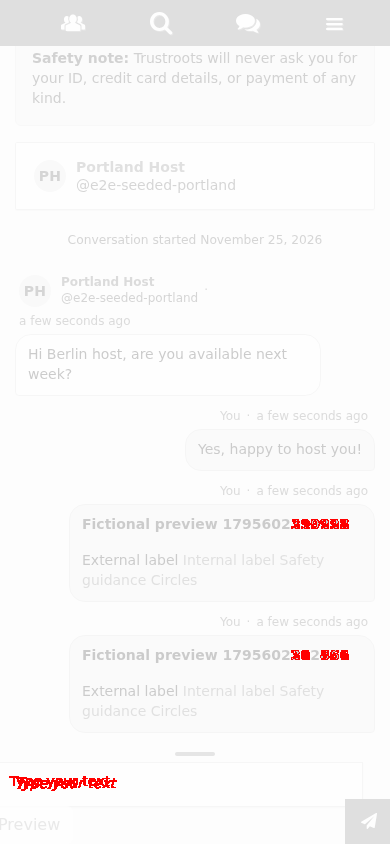 Safety note: Trustroots will never ask you for
your ID, credit card details, or payment of any
kind.
PH
Portland Host
@e2e-seeded-portland
Conversation started November 25, 2026
PH
Portland Host
@e2e-seeded-portland
a few seconds ago
Hi Berlin host, are you available next
week?
You · a few seconds ago
Yes, happy to host you!
You · a few seconds ago
Fictional preview
External label Internal label Safety
guidance Circles
You · a few seconds ago
Fictional preview
External label Internal label Safety
guidance Circles
Type your text
Preview